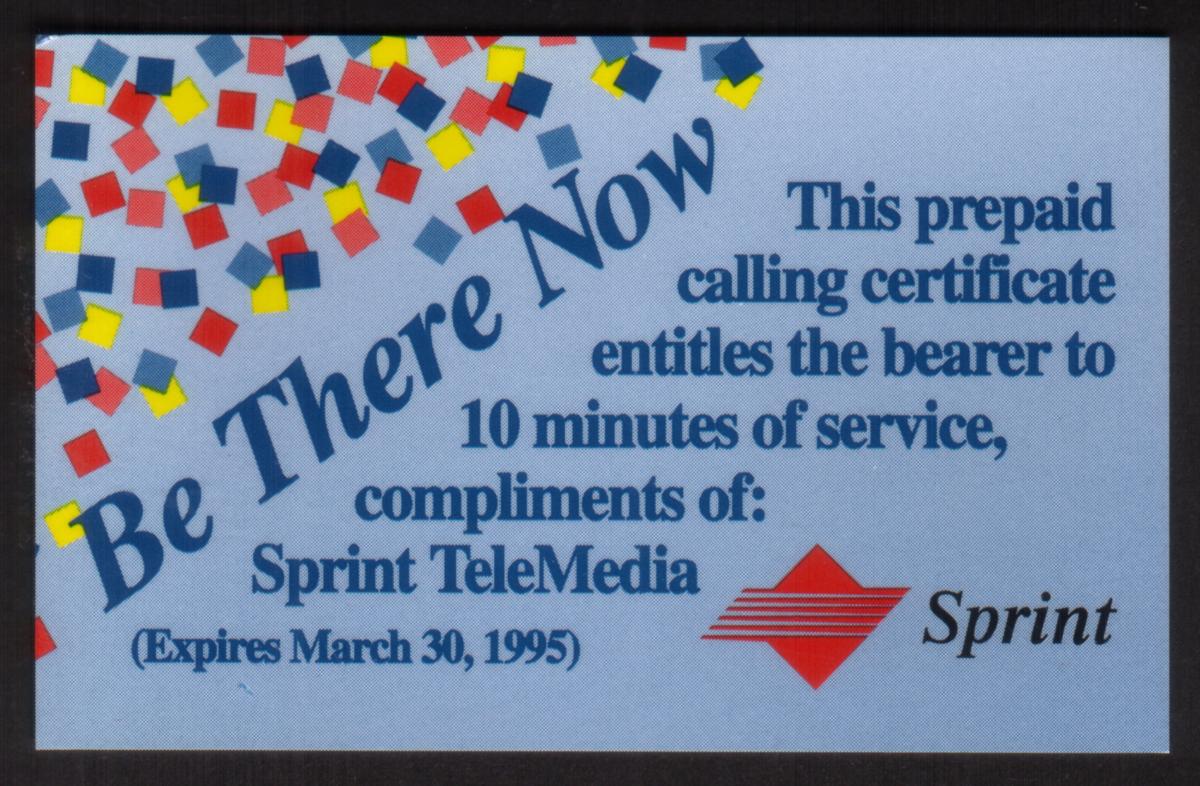 Be There Now
This prepaid
calling certificate
entitles the bearer to
10 minutes of service,
compliments of:
Sprint TeleMedia
(Expires March 30, 1995)
Sprint